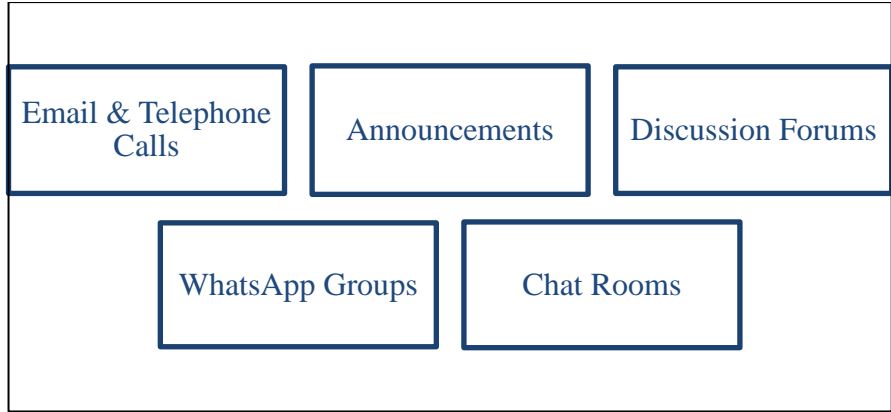 Email & Telephone
Calls
Announcements
Discussion Forums
WhatsApp Groups
Chat Rooms